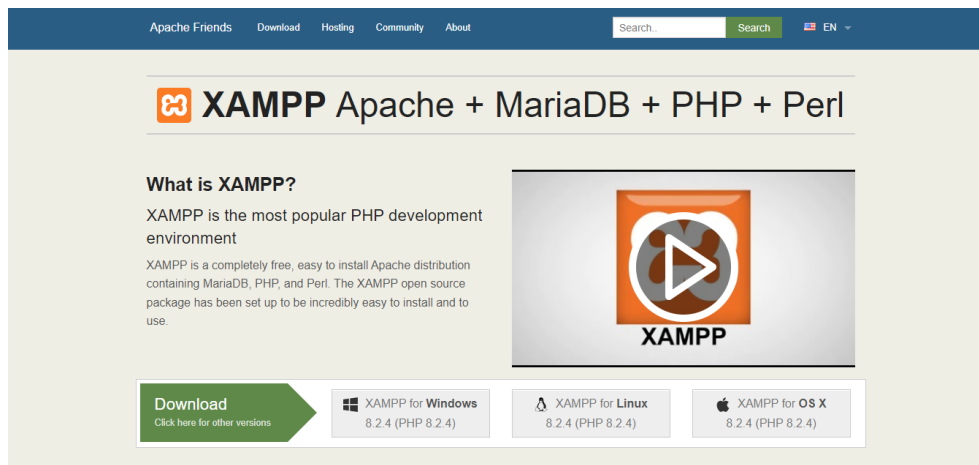 Apache Friends Download Hosting Community About Search.. Search EN
XAMPP Apache + MariaDB + PHP + Perl
What is XAMPP?
XAMPP is the most popular PHP development
environment
XAMPP is a completely free, easy to install Apache distribution
containing MariaDB, PHP, and Perl. The XAMPP open source
package has been set up to be incredibly easy to install and to
use.
XAMPP
Download
Click here for other versions
XAMPP for Windows
8.2.4 (PHP 8.2.4)
XAMPP for Linux
8.2.4 (PHP 8.2.4)
XAMPP for OS X
8.2.4 (PHP 8.2.4)